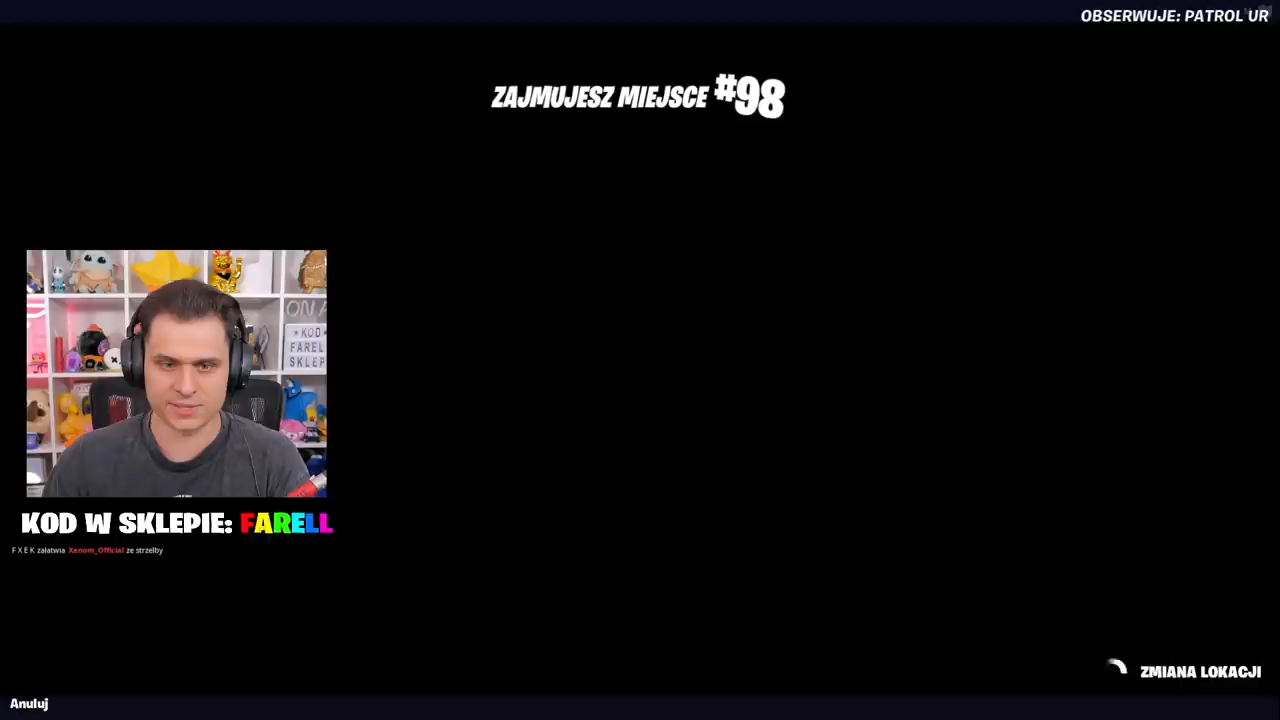 OBSERWUJE: PATROL UR
ZAJMUJESZ MIEJSCE #98
ON A
* KOD *
FAREL
SKLEP
KOD W SKLEPIE: FARELL
F X E K załatwia Xenom_Official ze strzelby
ZMIANA LOKACJI
Anuluj